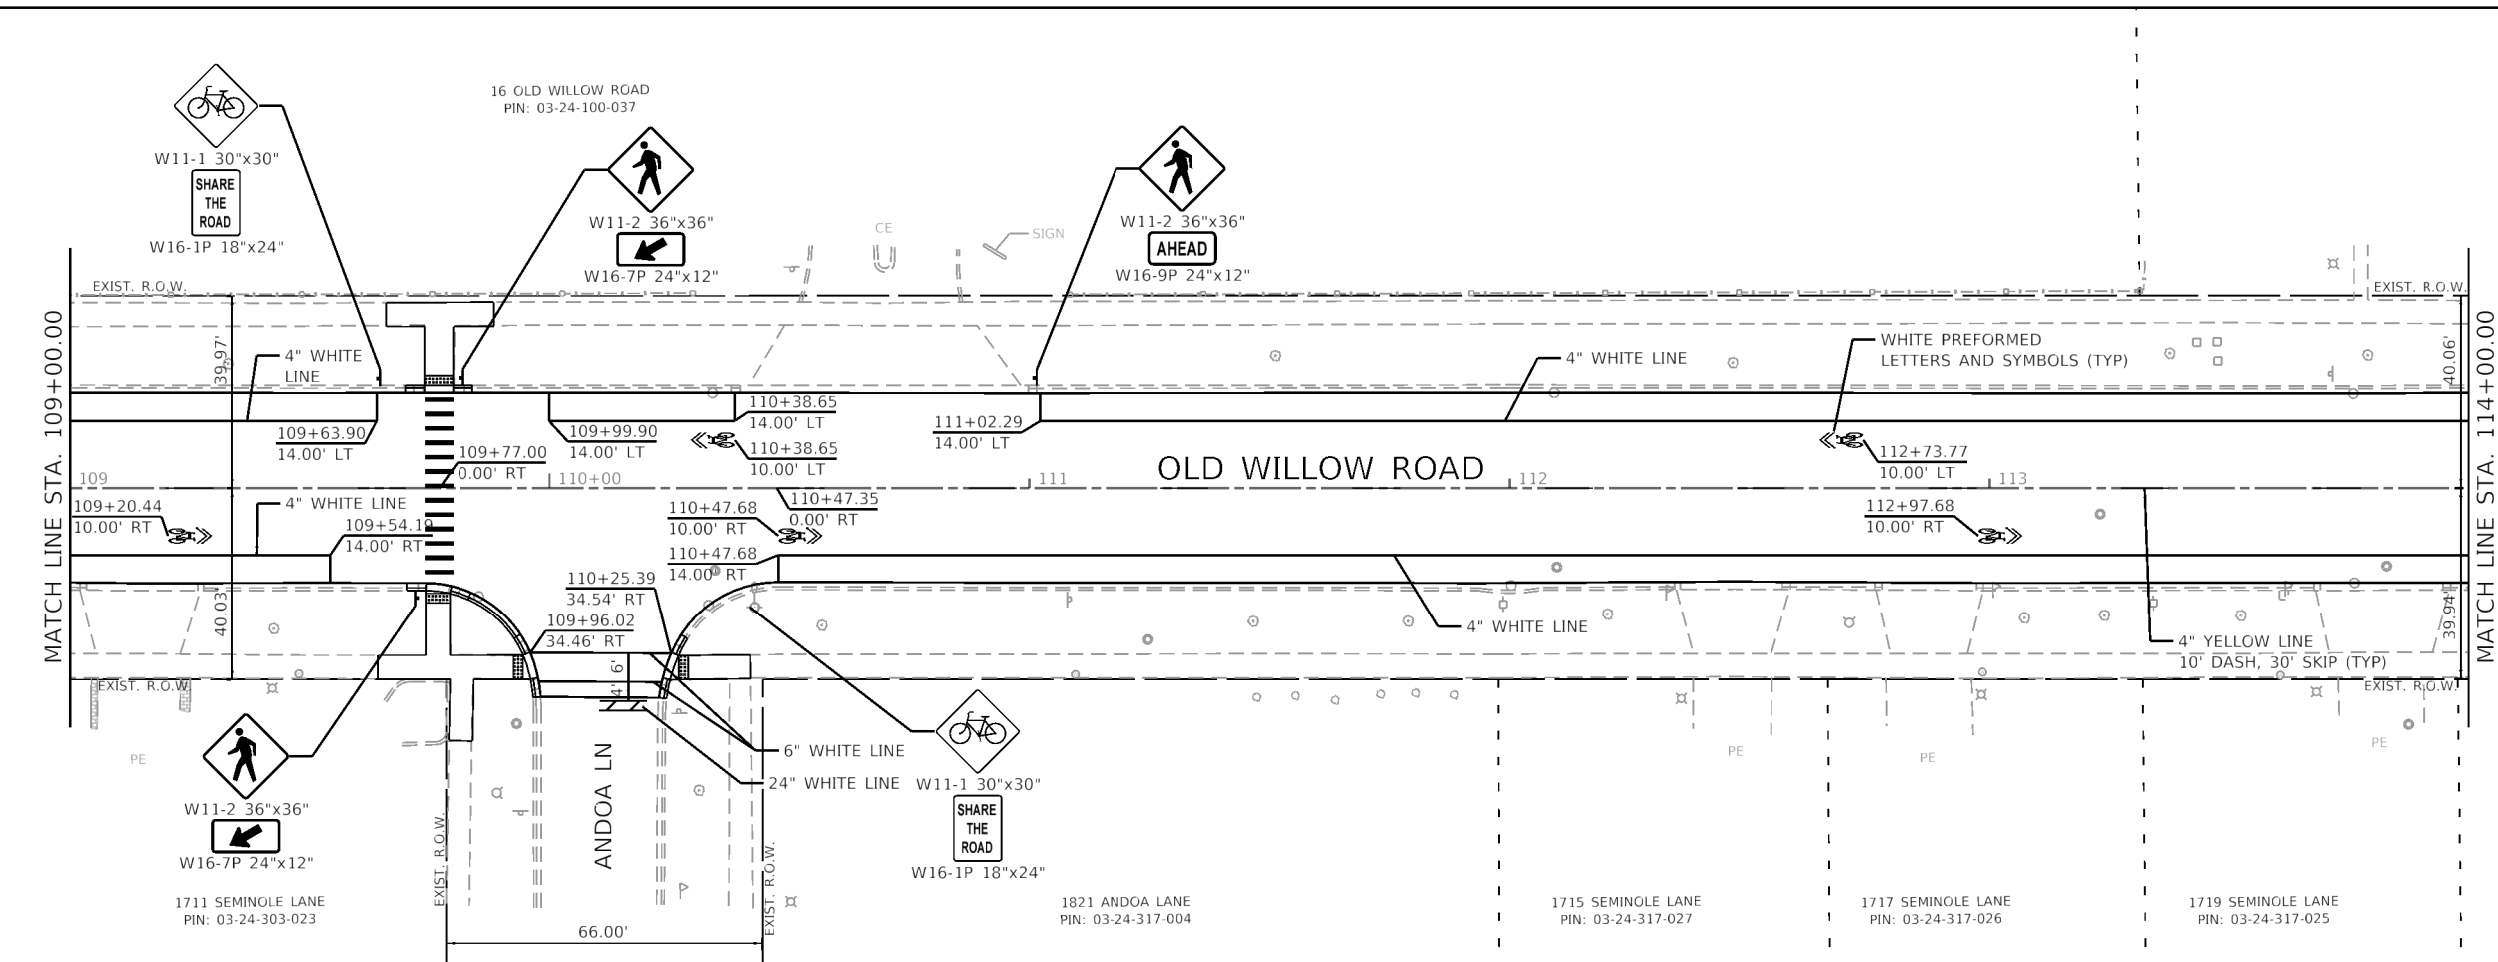 16 OLD WILLOW ROAD
PIN: 03-24-100-037
W11-1 30"x30"
SHARE
THE
ROAD
W16-1P 18"x24"
W11-2 36"x36"
W16-7P 24"x12"
W11-2 36"x36"
AHEAD
W16-9P 24"x12"
CE
SIGN
EXIST. R.O.W.
EXIST. R.O.W.
MATCH LINE STA. 109+00.00
MATCH LINE STA. 114+00.00
39.97'
40.06'
4" WHITE
LINE
4" WHITE LINE
WHITE PREFORMED
LETTERS AND SYMBOLS (TYP)
109+63.90
14.00' LT
109+99.90
14.00' LT
110+38.65
14.00' LT
110+38.65
10.00' LT
111+02.29
14.00' LT
109+77.00
0.00' RT
112+73.77
10.00' LT
OLD WILLOW ROAD
109
110+00
111
112
113
109+20.44
10.00' RT
4" WHITE LINE
109+54.19
14.00' RT
110+47.35
0.00' RT
110+47.68
10.00' RT
110+47.68
14.00' RT
112+97.68
10.00' RT
110+25.39
34.54' RT
109+96.02
34.46' RT
40.03'
39.94'
4'
6'
4" WHITE LINE
4" YELLOW LINE
10' DASH, 30' SKIP (TYP)
EXIST. R.O.W.
EXIST. R.O.W.
6" WHITE LINE
24" WHITE LINE
PE
PE
PE
PE
W11-2 36"x36"
W16-7P 24"x12"
ANDOA LN
EXIST. R.O.W.
EXIST. R.O.W.
W11-1 30"x30"
SHARE
THE
ROAD
W16-1P 18"x24"
1711 SEMINOLE LANE
PIN: 03-24-303-023
1821 ANDOA LANE
PIN: 03-24-317-004
1715 SEMINOLE LANE
PIN: 03-24-317-027
1717 SEMINOLE LANE
PIN: 03-24-317-026
1719 SEMINOLE LANE
PIN: 03-24-317-025
66.00'